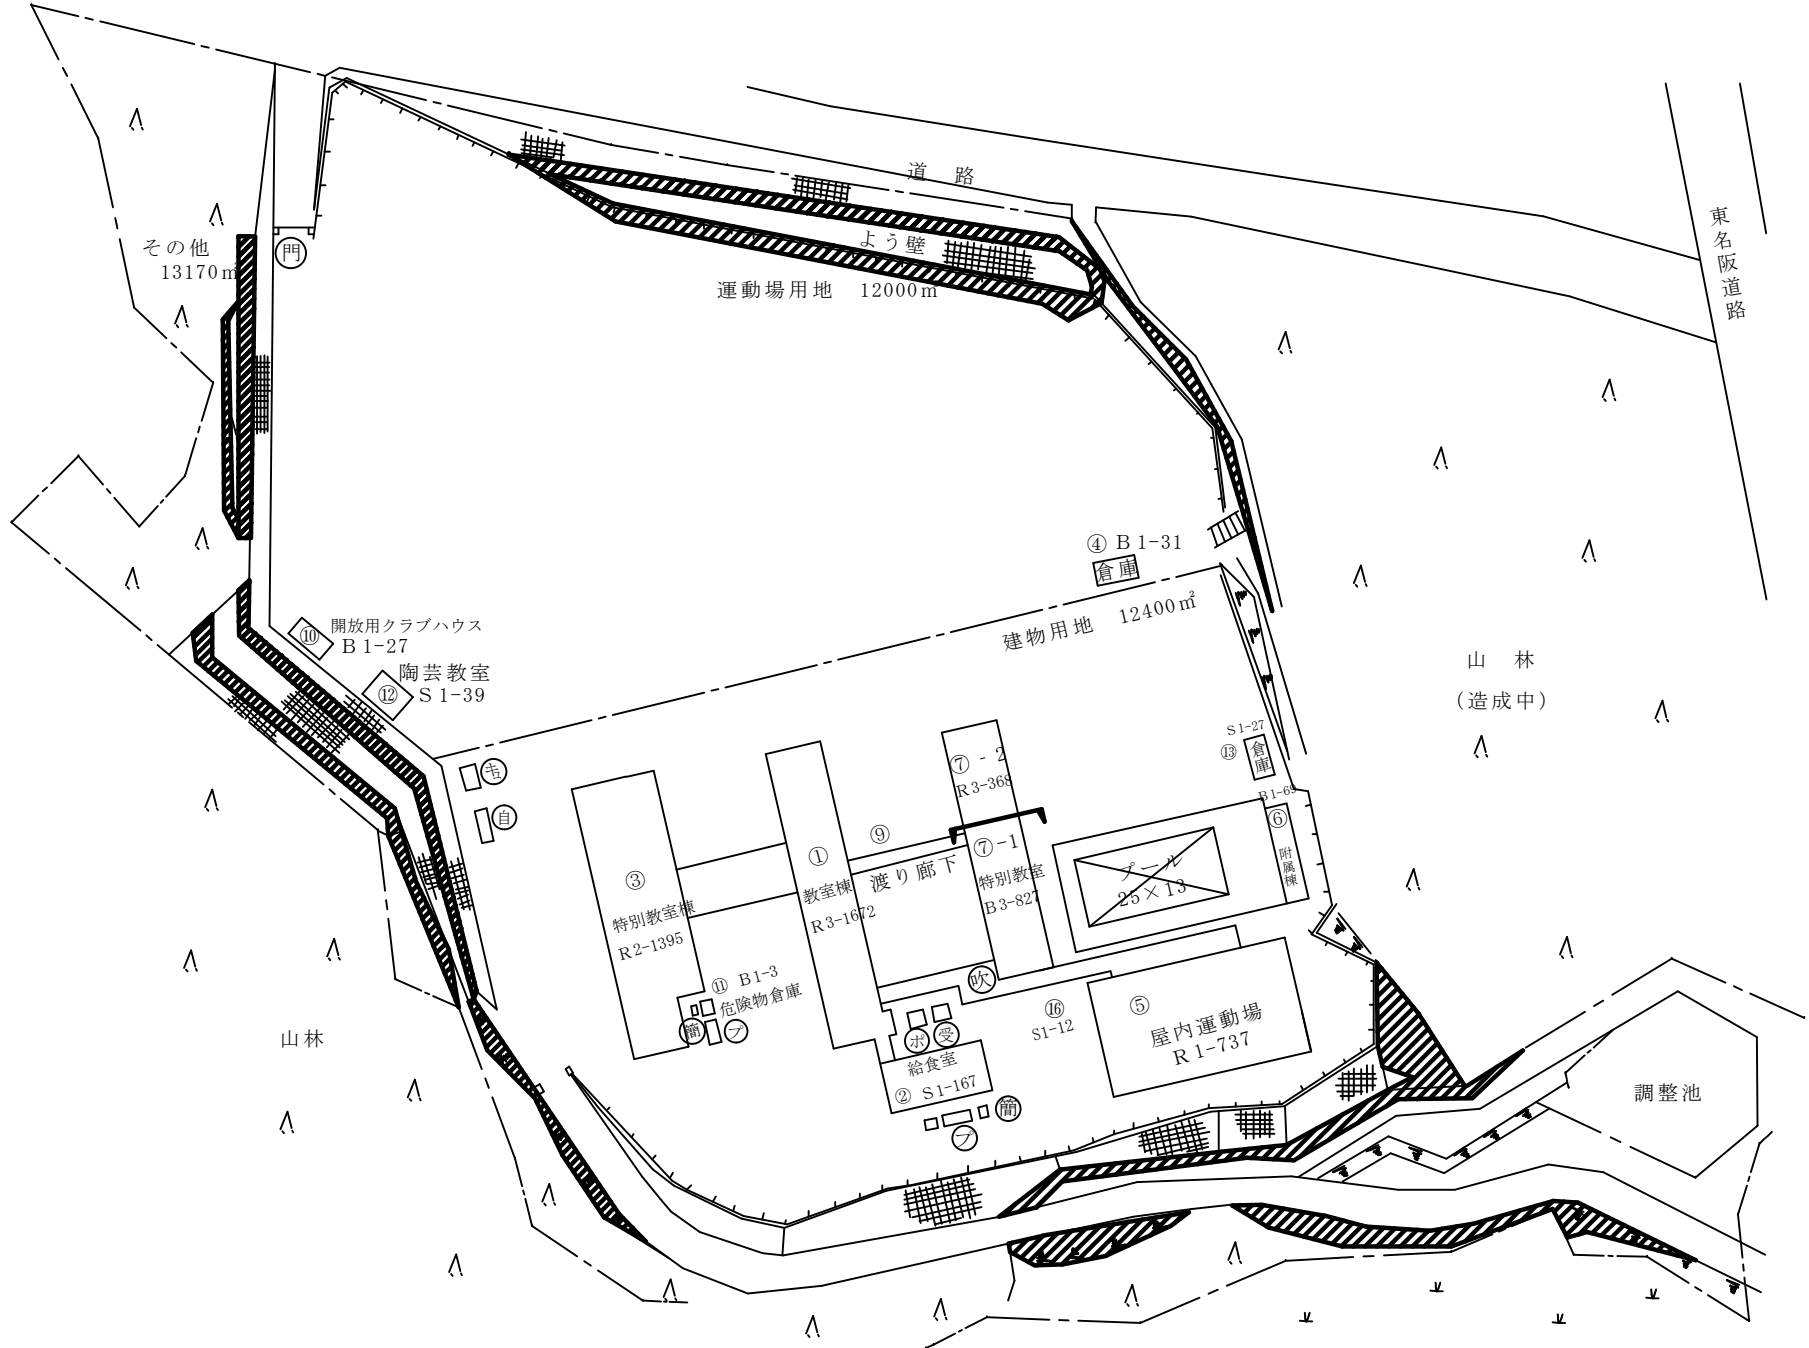 道 路
東名阪道路
その他
13170㎡
門
よう壁
運動場用地 12000㎡
④ B 1-31
倉庫
建物用地 12400㎡
⑩
開放用クラブハウス
B 1-27
陶芸教室
⑫
S 1-39
山 林
(造成中)
S 1-27
⑬
倉庫
⑦ - 2
R 3-368
自
B 1-69
⑥
附属棟
⑨
①
教室棟
R 3-1672
渡り廊下
⑦-1
特別教室
B 3-827
プール
25×13
③
特別教室棟
R 2-1395
⑪ B 1-3
危険物倉庫
簡
プ
吹
ポ
受
⑯
S1-12
⑤
屋内運動場
R 1-737
給食室
② S 1-167
簡
プ
山林
調整池